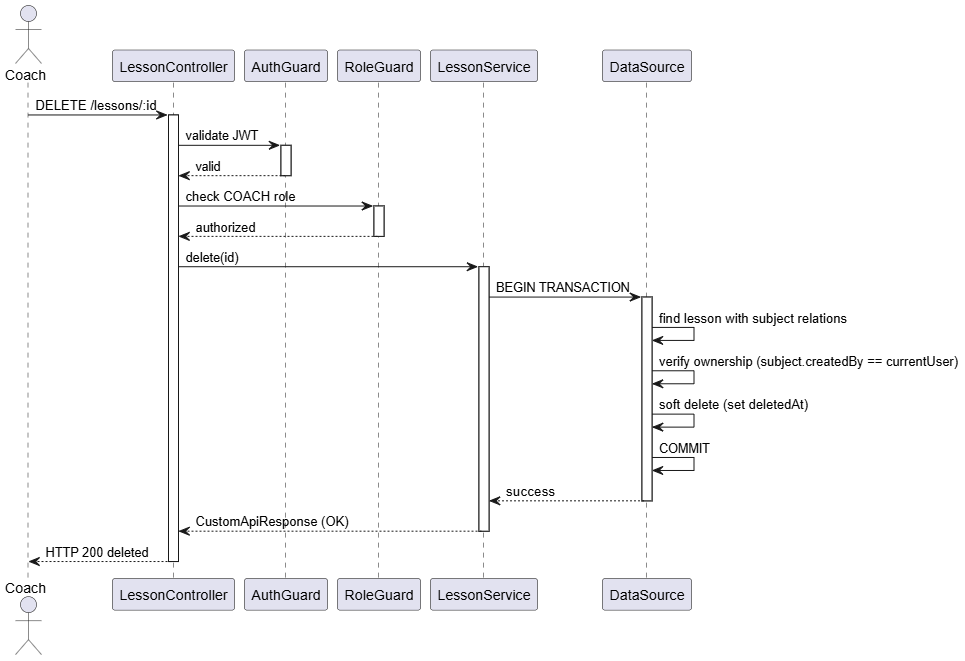 Coach
LessonController
AuthGuard
RoleGuard
LessonService
DataSource
DELETE /lessons/:id
validate JWT
valid
check COACH role
authorized
delete(id)
BEGIN TRANSACTION
find lesson with subject relations
verify ownership (subject.createdBy == currentUser)
soft delete (set deletedAt)
COMMIT
success
CustomApiResponse (OK)
HTTP 200 deleted
Coach
LessonController
AuthGuard
RoleGuard
LessonService
DataSource